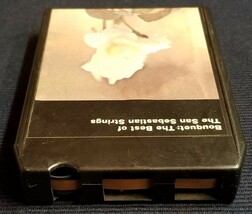 Bouquet: The Best of
The San Sebastian Strings